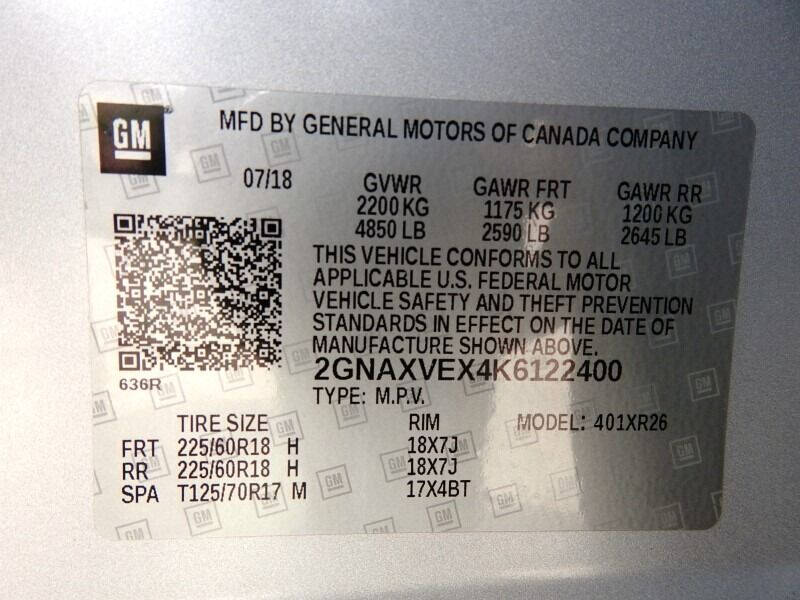 GM
MFD BY GENERAL MOTORS OF CANADA COMPANY
07/18 GVWR GAWR FRT GAWR RR
2200 KG 1175 KG 1200 KG
4850 LB 2590 LB 2645 LB
THIS VEHICLE CONFORMS TO ALL
APPLICABLE U.S. FEDERAL MOTOR
VEHICLE SAFETY AND THEFT PREVENTION
STANDARDS IN EFFECT ON THE DATE OF
MANUFACTURE SHOWN ABOVE.
636R
2GNAXVEX4K6122400
TYPE: M.P.V.
TIRE SIZE RIM MODEL: 401XR26
FRT 225/60R18 H 18X7J
RR 225/60R18 H 18X7J
SPA T125/70R17 M 17X4BT